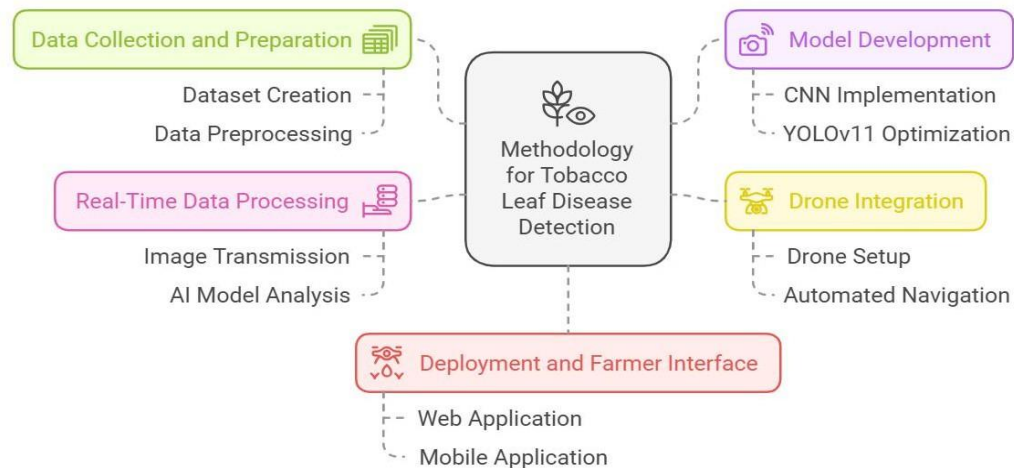 Data Collection and Preparation
Dataset Creation
Data Preprocessing
Model Development
CNN Implementation
YOLOv11 Optimization
Methodology
for Tobacco
Leaf Disease
Detection
Real-Time Data Processing
Image Transmission
AI Model Analysis
Drone Integration
Drone Setup
Automated Navigation
Deployment and Farmer Interface
Web Application
Mobile Application